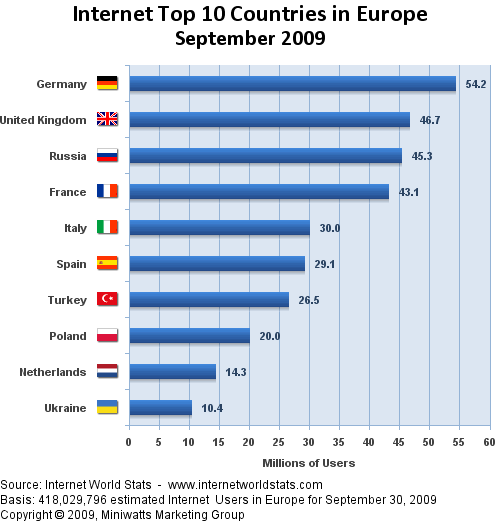 Internet Top 10 Countries in Europe
September 2009
Germany 54.2
United Kingdom 46.7
Russia 45.3
France 43.1
Italy 30.0
Spain 29.1
Turkey 26.5
Poland 20.0
Netherlands 14.3
Ukraine 10.4
0 5 10 15 20 25 30 35 40 45 50 55 60
Millions of Users
Source: Internet World Stats - www.internetworldstats.com
Basis: 418,029,796 estimated Internet Users in Europe for September 30, 2009
Copyright © 2009, Miniwatts Marketing Group